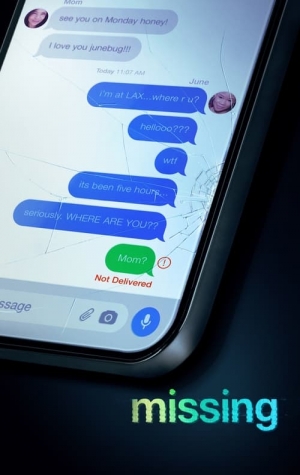 Mom
see you on Monday honey!
I love you junebug!!!
Today 11:07 AM
June
i'm at LAX...where r u?
hellooo???
wtf
its been five hours..
seriously. WHERE ARE YOU??
Mom?
Not Delivered
ssage
missing